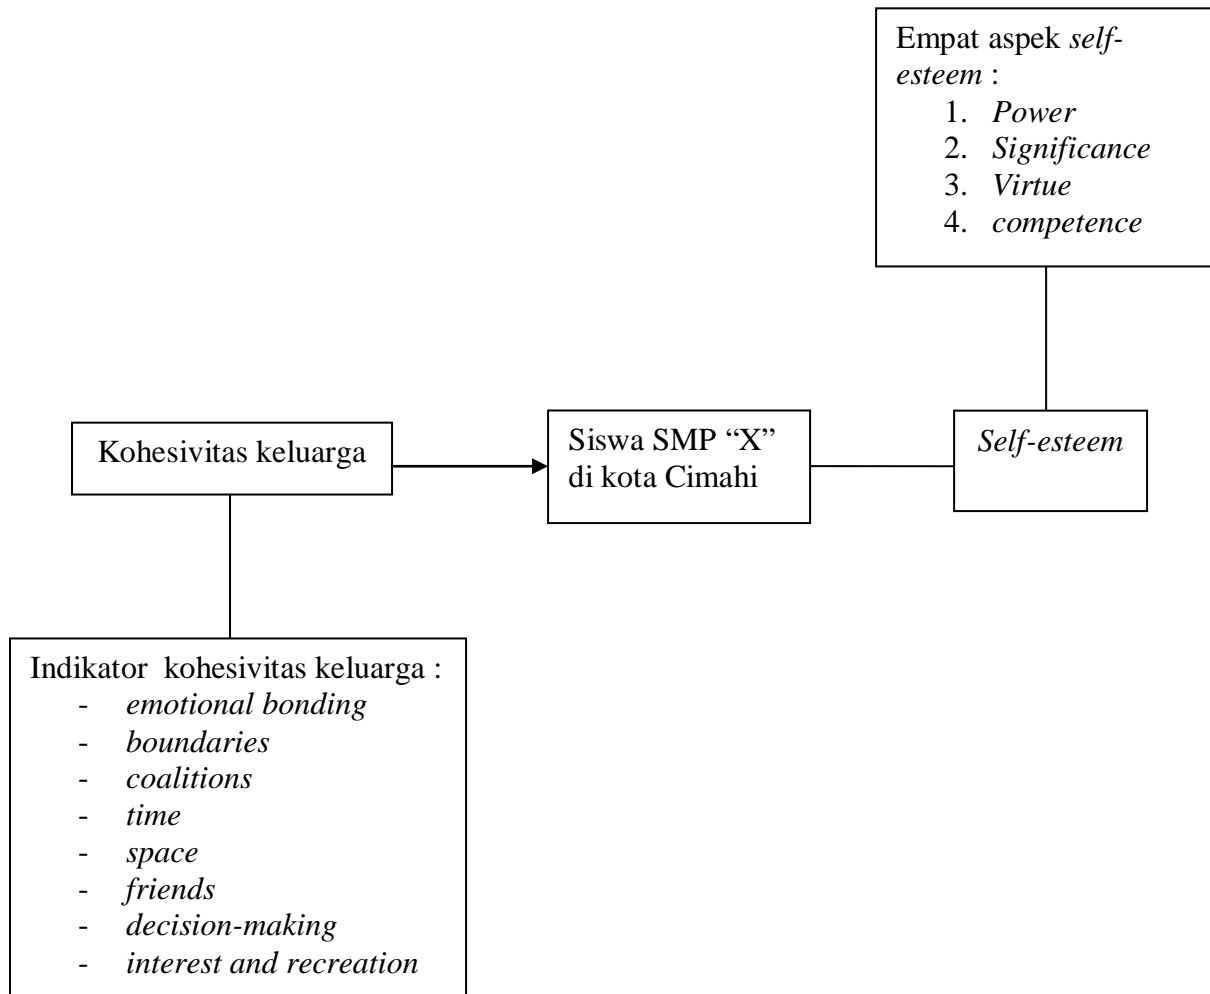 Empat aspek self-
esteem :
1. Power
2. Significance
3. Virtue
4. competence
Kohesivitas keluarga
Siswa SMP “X”
di kota Cimahi
Self-esteem
Indikator kohesivitas keluarga :
- emotional bonding
- boundaries
- coalitions
- time
- space
- friends
- decision-making
- interest and recreation